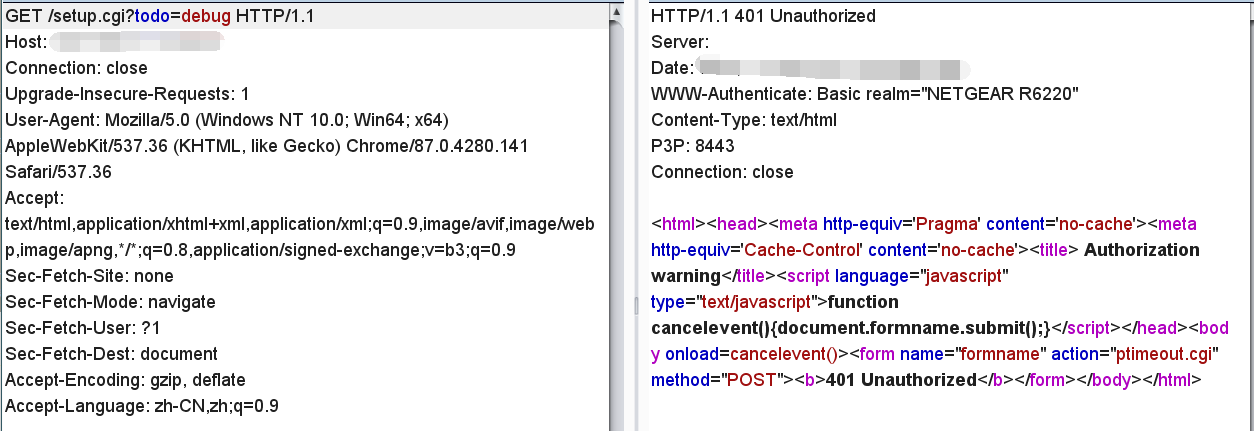 GET /setup.cgi?todo=debug HTTP/1.1
Host:
Connection: close
Upgrade-Insecure-Requests: 1
User-Agent: Mozilla/5.0 (Windows NT 10.0; Win64; x64)
AppleWebKit/537.36 (KHTML, like Gecko) Chrome/87.0.4280.141
Safari/537.36
Accept:
text/html,application/xhtml+xml,application/xml;q=0.9,image/avif,image/web
p,image/apng,*/*;q=0.8,application/signed-exchange;v=b3;q=0.9
Sec-Fetch-Site: none
Sec-Fetch-Mode: navigate
Sec-Fetch-User: ?1
Sec-Fetch-Dest: document
Accept-Encoding: gzip, deflate
Accept-Language: zh-CN,zh;q=0.9
HTTP/1.1 401 Unauthorized
Server:
Date:
WWW-Authenticate: Basic realm="NETGEAR R6220"
Content-Type: text/html
P3P: 8443
Connection: close
<html><head><meta http-equiv='Pragma' content='no-cache'><meta
http-equiv='Cache-Control' content='no-cache'><title> Authorization
warning</title><script language="javascript"
type="text/javascript">function
cancelevent(){document.formname.submit();}</script></head><bod
y onload=cancelevent()><form name="formname" action="ptimeout.cgi"
method="POST"><b>401 Unauthorized</b></form></body></html>